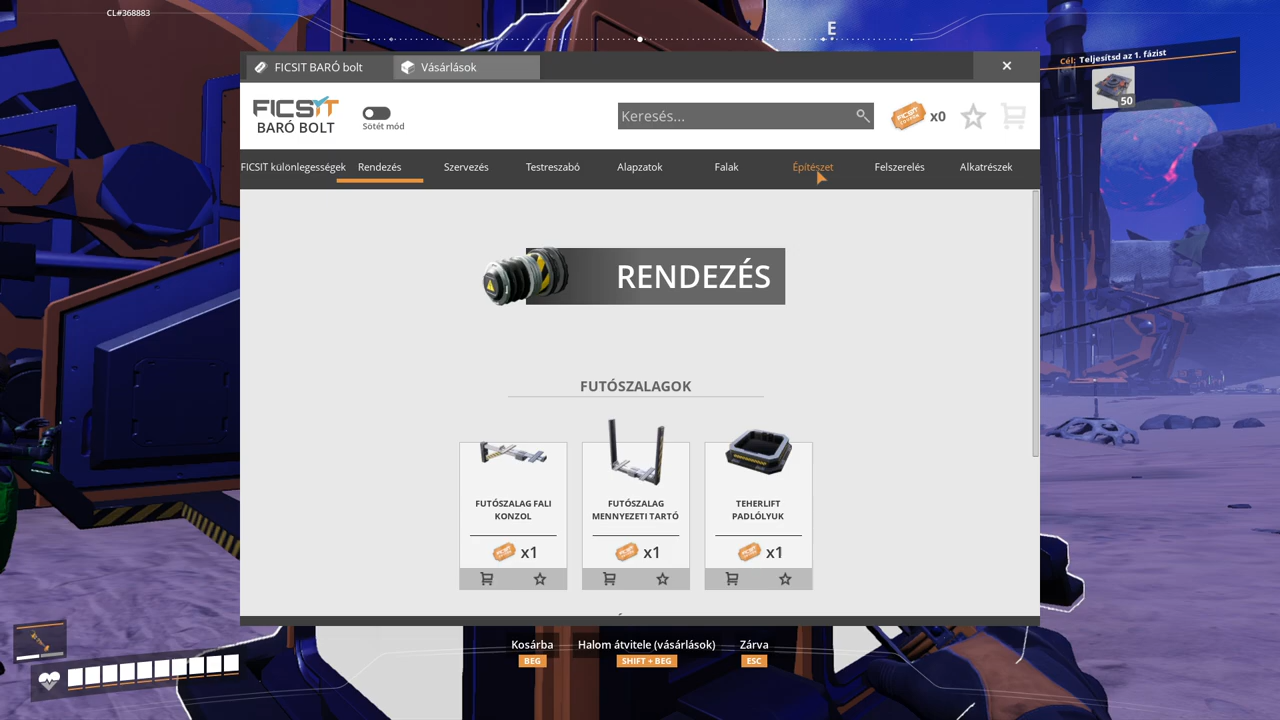 CL#368883
E
FICSIT BARÓ bolt
Vásárlások
Cél: Teljesítsd az 1. fázist
50
FICSIT
BARÓ BOLT
Sötét mód
Keresés...
x0
FICSIT különlegességek
Rendezés
Szervezés
Testreszabó
Alapzatok
Falak
Építészet
Felszerelés
Alkatrészek
RENDEZÉS
FUTÓSZALAGOK
FUTÓSZALAG FALI
KONZOL
x1
FUTÓSZALAG
MENNYEZETI TARTÓ
x1
TEHERLIFT
PADLÓLYUK
x1
Kosárba
BEG
Halom átvitele (vásárlások)
SHIFT + BEG
Zárva
ESC